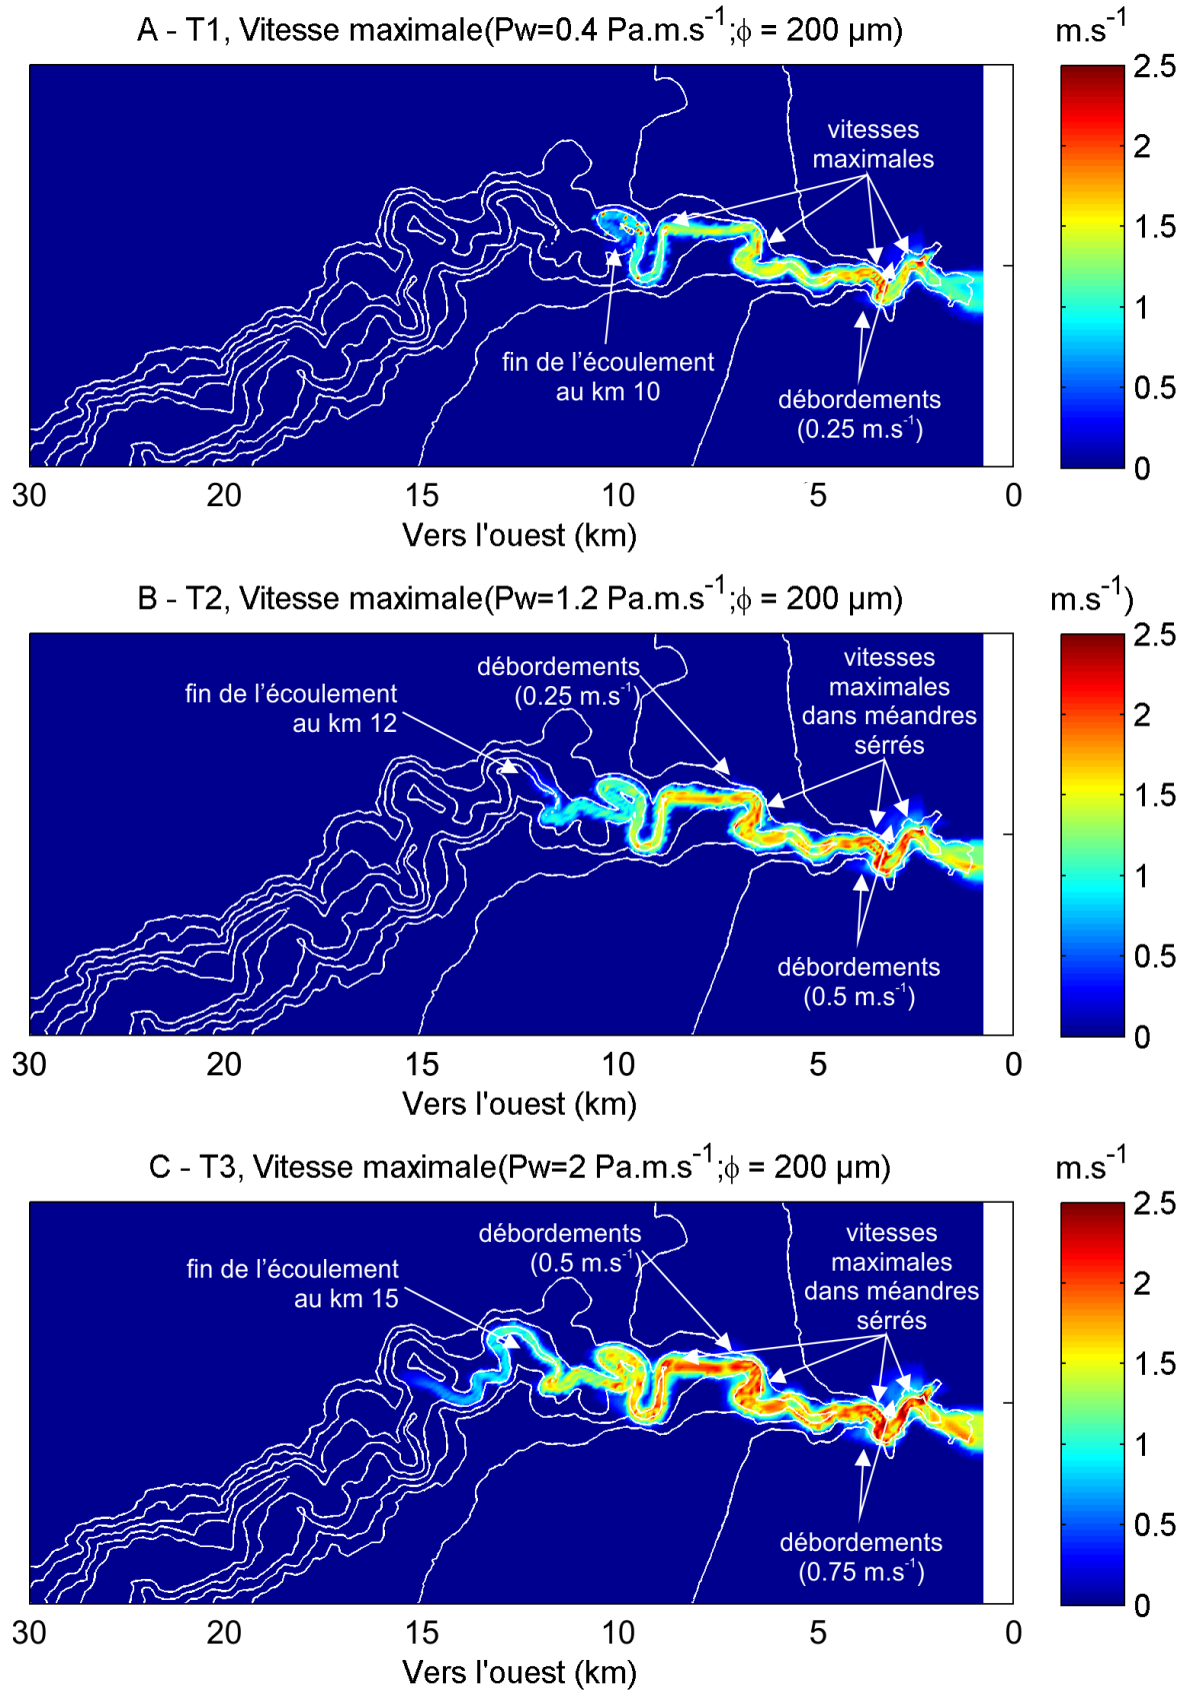 A - T1, Vitesse maximale(Pw=0.4 Pa.m.s⁻¹;ϕ = 200 µm)
m.s⁻¹
vitesses
maximales
fin de l'écoulement
au km 10
débordements
(0.25 m.s⁻¹)
2.5
2
1.5
1
0.5
0
30
20
15
10
5
0
Vers l'ouest (km)
B - T2, Vitesse maximale(Pw=1.2 Pa.m.s⁻¹;ϕ = 200 µm)
m.s⁻¹)
débordements
(0.25 m.s⁻¹)
fin de l'écoulement
au km 12
vitesses
maximales
dans méandres
sérrés
débordements
(0.5 m.s⁻¹)
2.5
2
1.5
1
0.5
0
30
20
15
10
5
0
Vers l'ouest (km)
C - T3, Vitesse maximale(Pw=2 Pa.m.s⁻¹;ϕ = 200 µm)
m.s⁻¹
débordements
(0.5 m.s⁻¹)
fin de l'écoulement
au km 15
vitesses
maximales
dans méandres
sérrés
débordements
(0.75 m.s⁻¹)
2.5
2
1.5
1
0.5
0
30
20
15
10
5
0
Vers l'ouest (km)